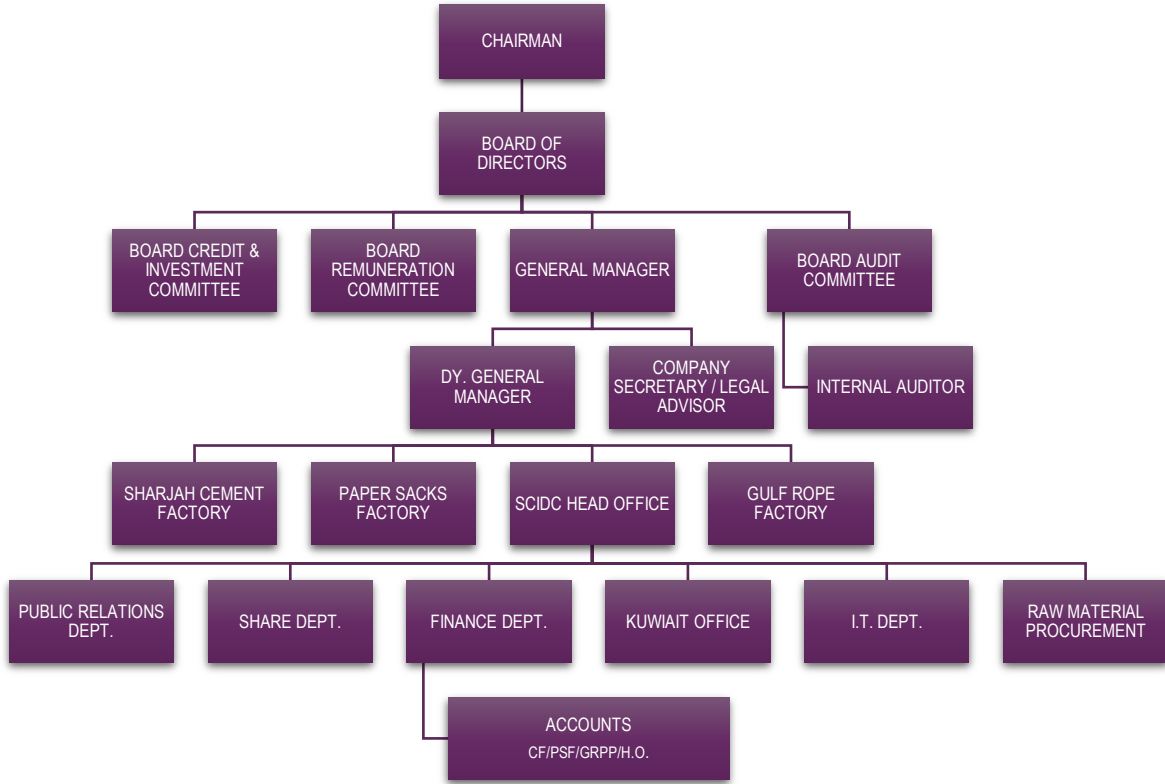 CHAIRMAN
BOARD OF
DIRECTORS
BOARD CREDIT &
INVESTMENT
COMMITTEE
BOARD
REMUNERATION
COMMITTEE
GENERAL MANAGER
BOARD AUDIT
COMMITTEE
DY. GENERAL
MANAGER
COMPANY
SECRETARY / LEGAL
ADVISOR
INTERNAL AUDITOR
SHARJAH CEMENT
FACTORY
PAPER SACKS
FACTORY
SCIDC HEAD OFFICE
GULF ROPE
FACTORY
PUBLIC RELATIONS
DEPT.
SHARE DEPT.
FINANCE DEPT.
KUWIAIT OFFICE
I.T. DEPT.
RAW MATERIAL
PROCUREMENT
ACCOUNTS
CF/PSF/GRPP/H.O.